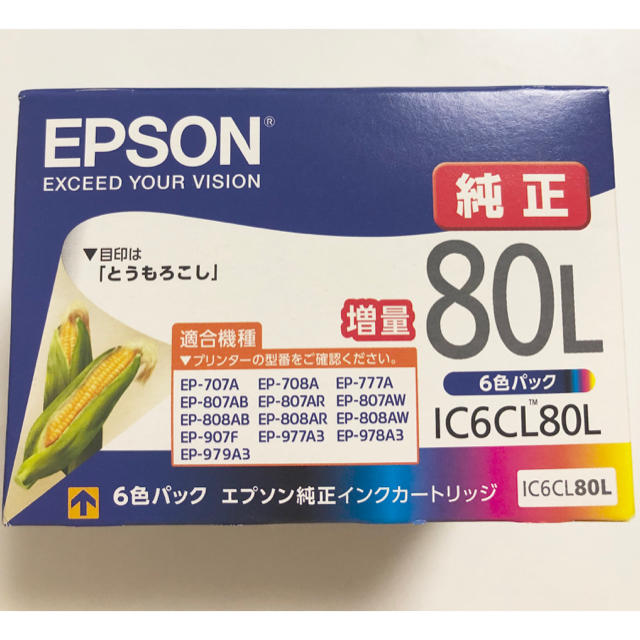 EPSON®
EXCEED YOUR VISION
純正
▼目印は
「とうもろこし」
増量
80L
適合機種
▼プリンターの型番をご確認ください。
EP-707A EP-708A EP-777A
EP-807AB EP-807AR EP-807AW
EP-808AB EP-808AR EP-808AW
EP-907F EP-977A3 EP-978A3
EP-979A3
6色パック
IC6CL™80L
6色パック エプソン純正インクカートリッジ
IC6CL80L